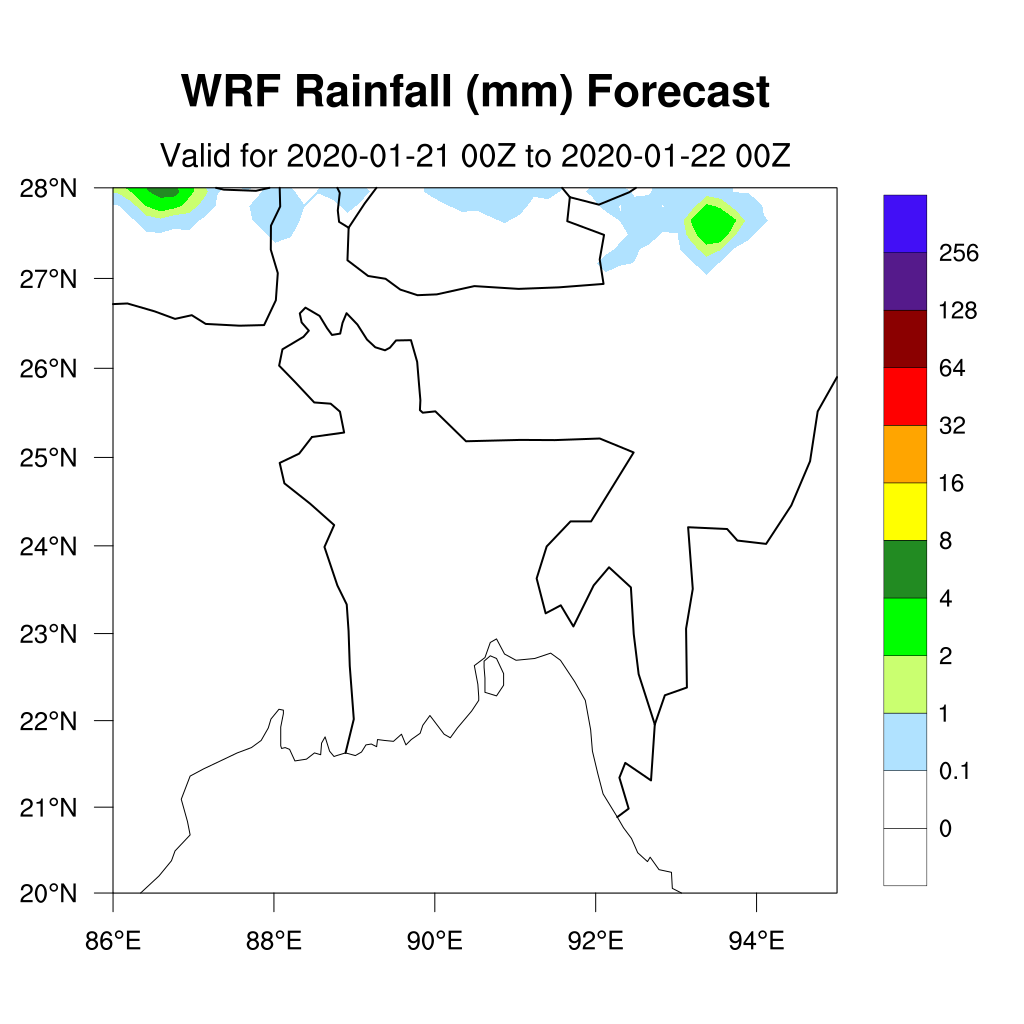 WRF Rainfall (mm) Forecast
Valid for 2020-01-21 00Z to 2020-01-22 00Z
28°N
27°N
26°N
25°N
24°N
23°N
22°N
21°N
20°N
86°E 88°E 90°E 92°E 94°E
256
128
64
32
16
8
4
2
1
0.1
0